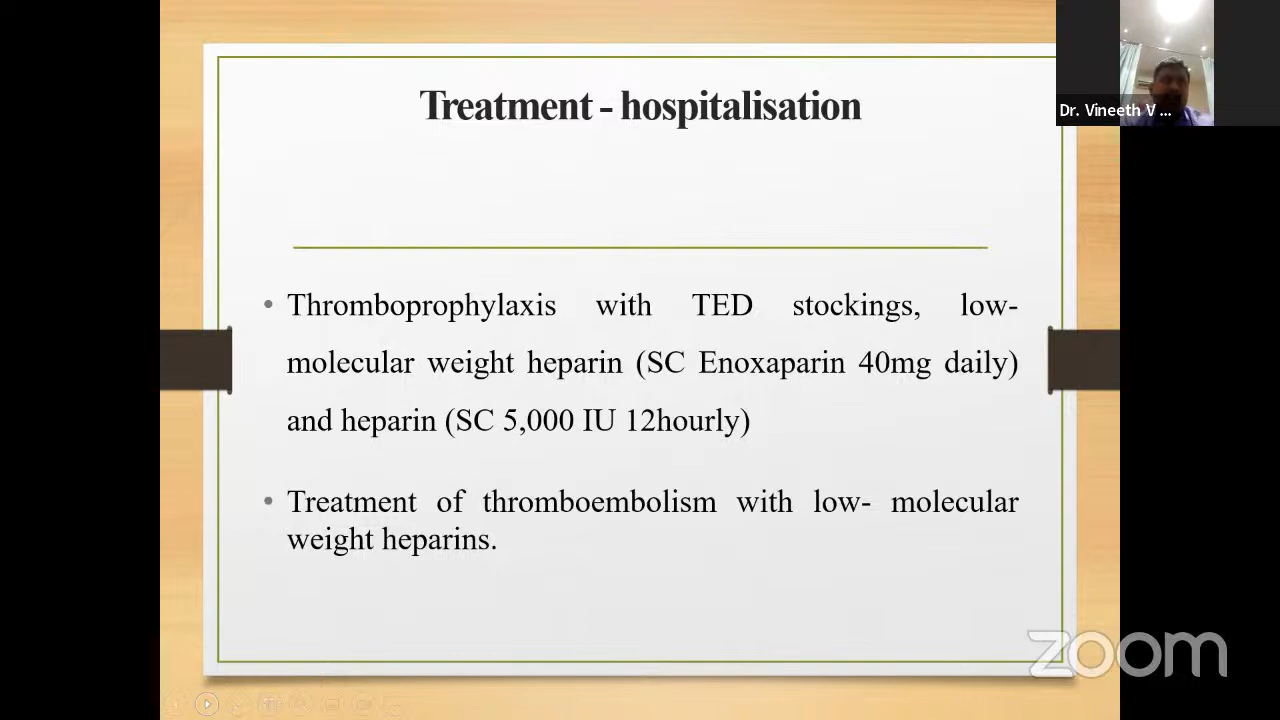 Treatment - hospitalisation
Dr. Vineeth V ...
• Thromboprophylaxis with TED stockings, low-
molecular weight heparin (SC Enoxaparin 40mg daily)
and heparin (SC 5,000 IU 12hourly)
• Treatment of thromboembolism with low- molecular
weight heparins.
zoom